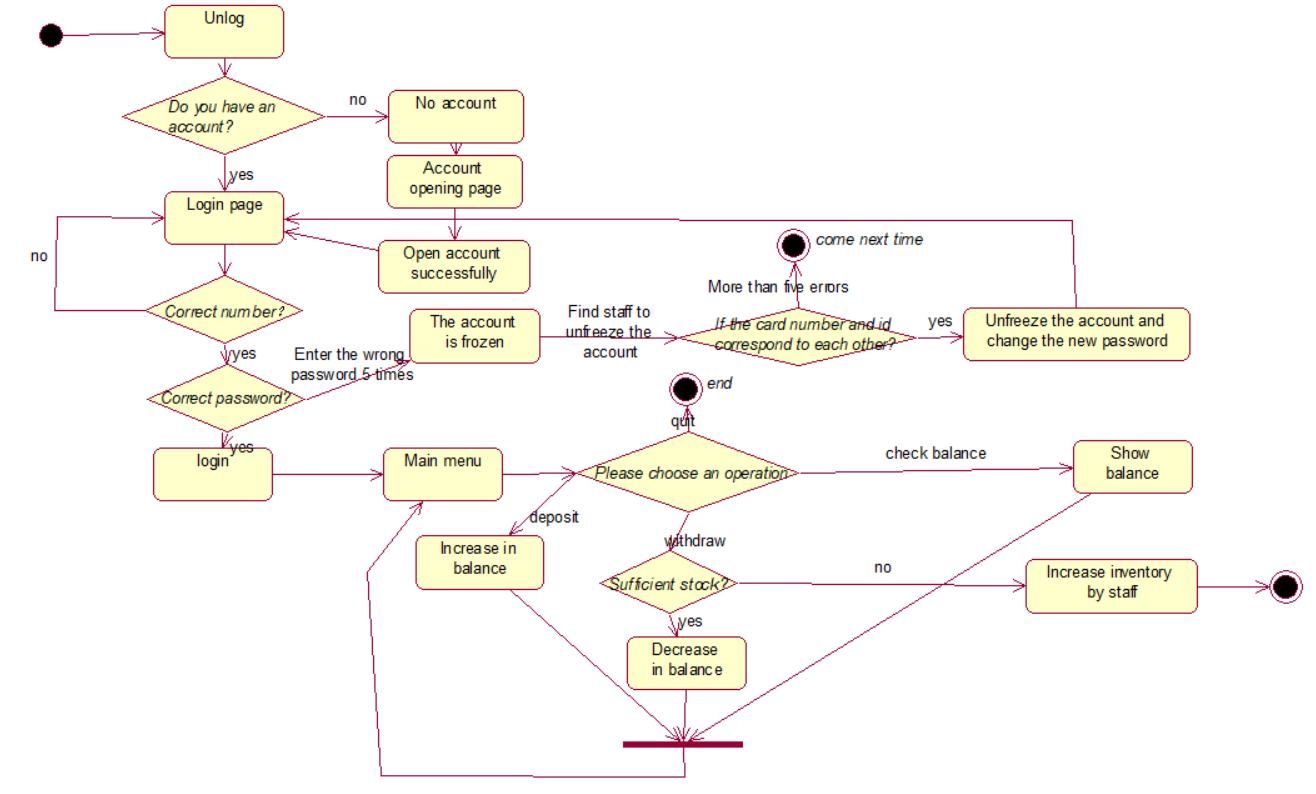 Unlog
Do you have an
account?
no
No account
Account
opening page
yes
Login page
Open account
successfully
come next time
no
More than five errors
Correct number?
The account
is frozen
Find staff to
unfreeze the
account
If the card number and id
correspond to each other?
yes
Unfreeze the account and
change the new password
yes
Enter the wrong
password 5 times
Correct password?
end
quit
yes
login
Main menu
Please choose an operation
check balance
Show
balance
deposit
withdraw
Increase in
balance
Sufficient stock?
no
Increase inventory
by staff
yes
Decrease
in balance